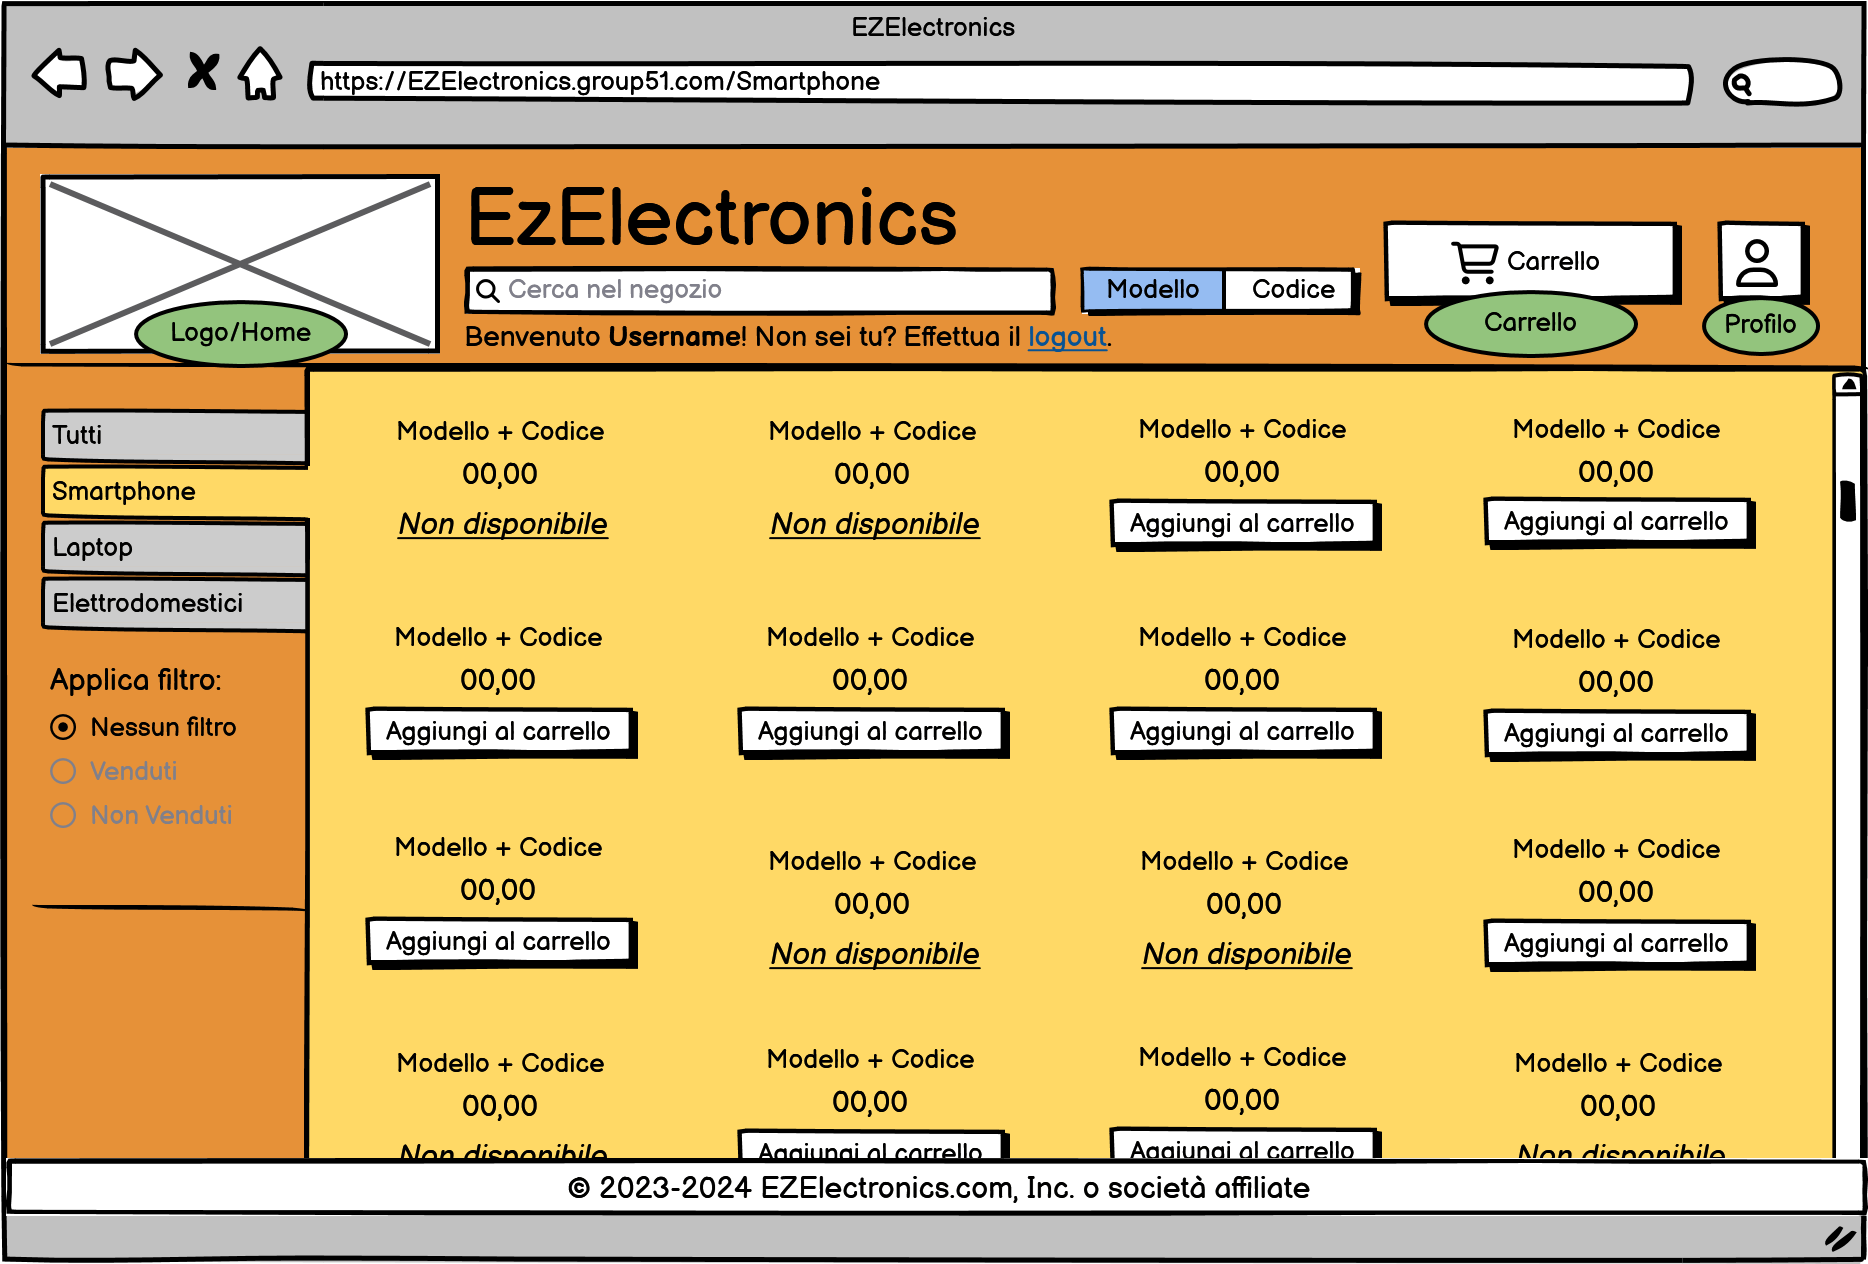 EZElectronics
https://EZElectronics.group51.com/Smartphone
EzElectronics
Logo/Home
Cerca nel negozio
Modello Codice
Carrello
Carrello
Profilo
Benvenuto Username! Non sei tu? Effettua il logout.
Tutti
Smartphone
Laptop
Elettrodomestici
Applica filtro:
Nessun filtro
Venduti
Non Venduti
Modello + Codice Modello + Codice Modello + Codice Modello + Codice
00,00 00,00 00,00 00,00
Non disponibile Non disponibile Aggiungi al carrello Aggiungi al carrello
Modello + Codice Modello + Codice Modello + Codice Modello + Codice
00,00 00,00 00,00 00,00
Aggiungi al carrello Aggiungi al carrello Aggiungi al carrello Aggiungi al carrello
Modello + Codice Modello + Codice Modello + Codice Modello + Codice
00,00 00,00 00,00 00,00
Aggiungi al carrello Non disponibile Non disponibile Aggiungi al carrello
Modello + Codice Modello + Codice Modello + Codice Modello + Codice
00,00 00,00 00,00 00,00
Non disponibile Aggiungi al carrello Aggiungi al carrello Non disponibile
© 2023-2024 EZElectronics.com, Inc. o società affiliate